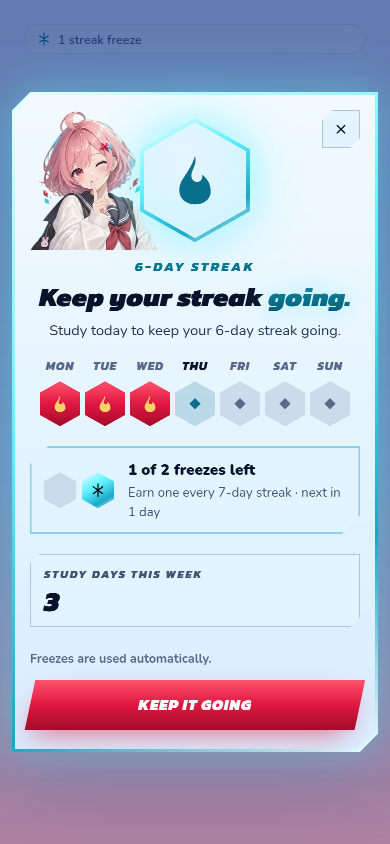 1 streak freeze
6-DAY STREAK
Keep your streak going.
Study today to keep your 6-day streak going.
MON TUE WED THU FRI SAT SUN
1 of 2 freezes left
Earn one every 7-day streak · next in
1 day
STUDY DAYS THIS WEEK
3
Freezes are used automatically.
KEEP IT GOING